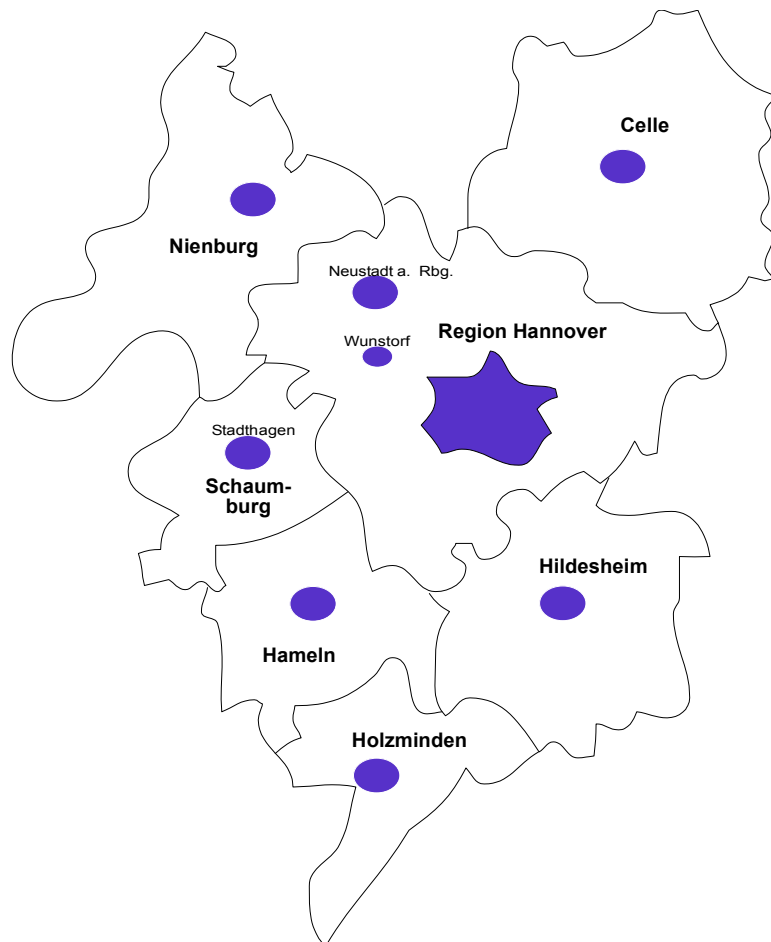 Celle
Nienburg
Neustadt a. Rbg.
Region Hannover
Wunstorf
Stadthagen
Schaum-
burg
Hildesheim
Hameln
Holzminden